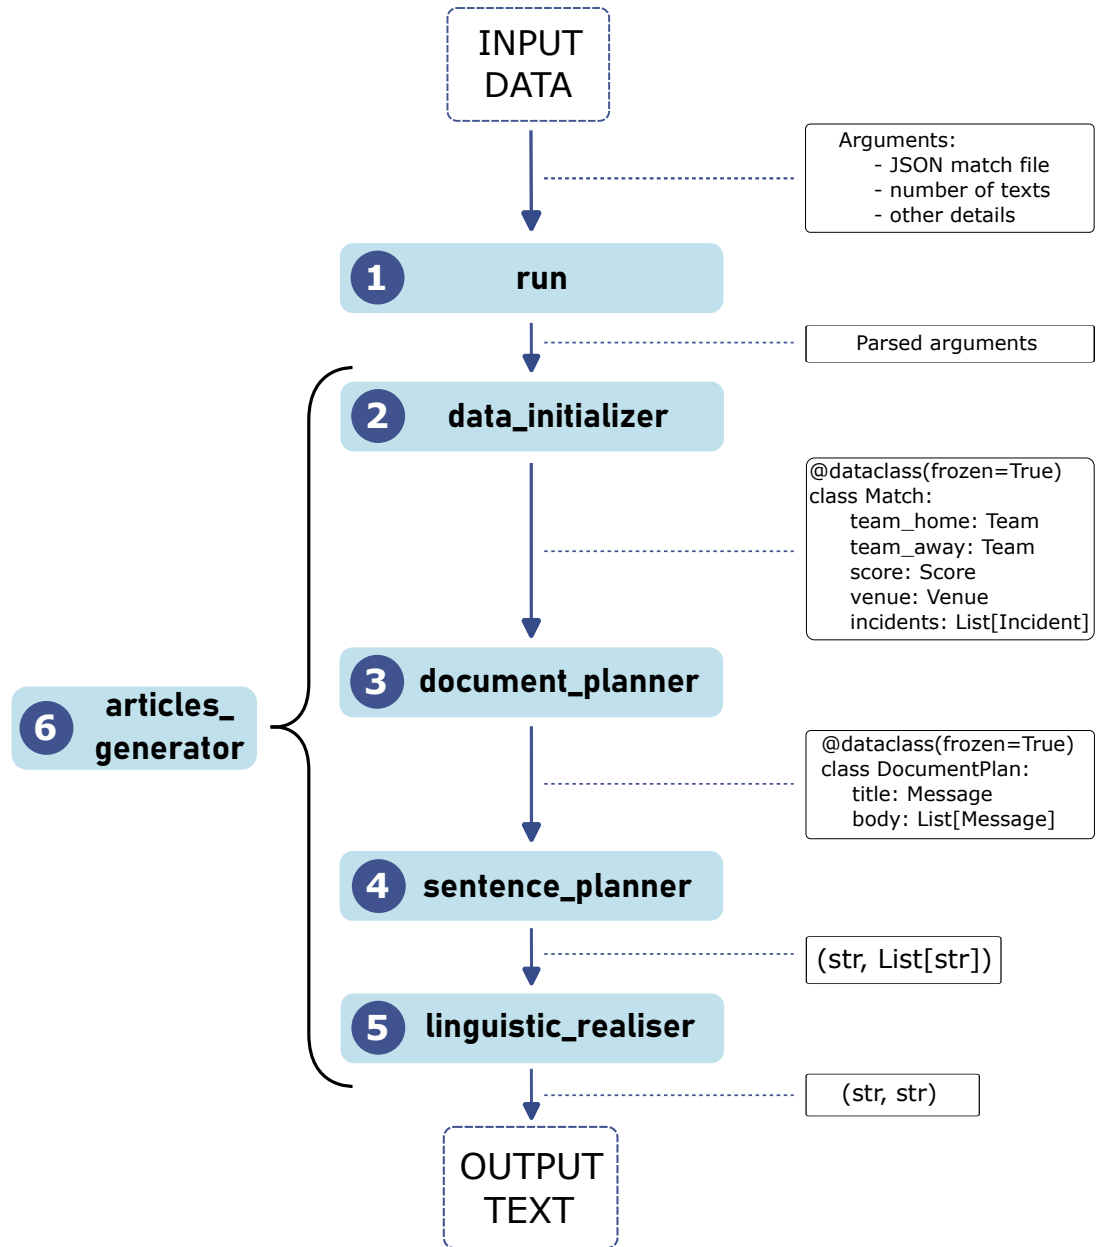 INPUT
DATA
Arguments:
- JSON match file
- number of texts
- other details
1
run
Parsed arguments
2
data_initializer
@dataclass(frozen=True)
class Match:
team_home: Team
team_away: Team
score: Score
venue: Venue
incidents: List[Incident]
3
document_planner
6
articles_
generator
@dataclass(frozen=True)
class DocumentPlan:
title: Message
body: List[Message]
4
sentence_planner
(str, List[str])
5
linguistic_realiser
(str, str)
OUTPUT
TEXT